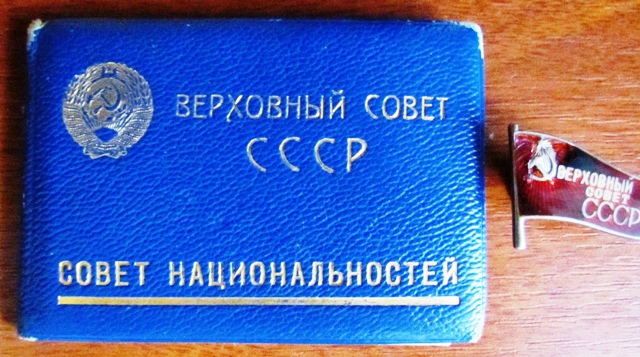 ВЕРХОВНЫЙ СОВЕТ
СССР
СОВЕТ НАЦИОНАЛЬНОСТЕЙ
ВЕРХОВНЫЙ
СОВЕТ
СССР